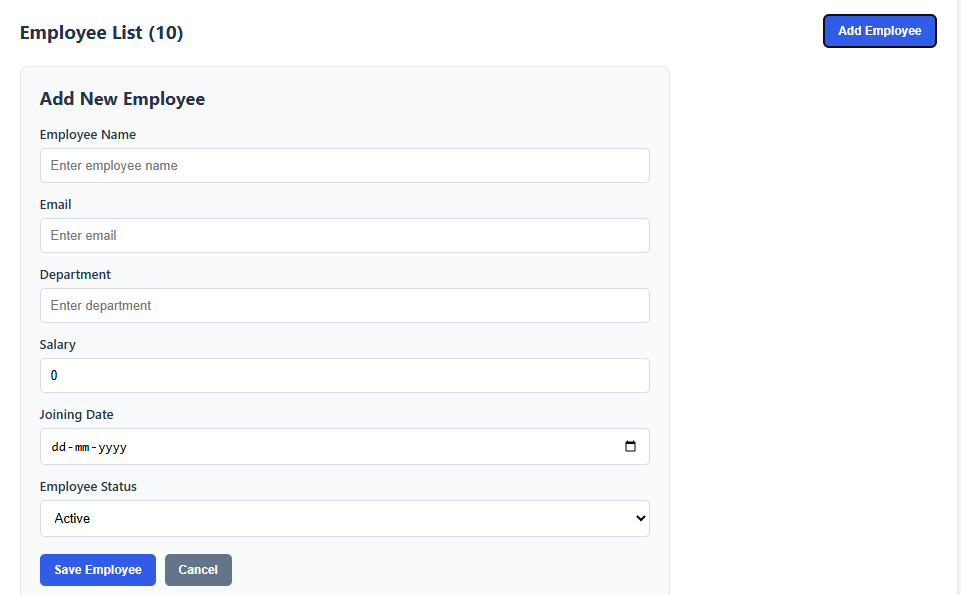 Employee List (10)
Add Employee
Add New Employee
Employee Name
Enter employee name
Email
Enter email
Department
Enter department
Salary
0
Joining Date
dd-mm-yyyy
Employee Status
Active
Save Employee
Cancel